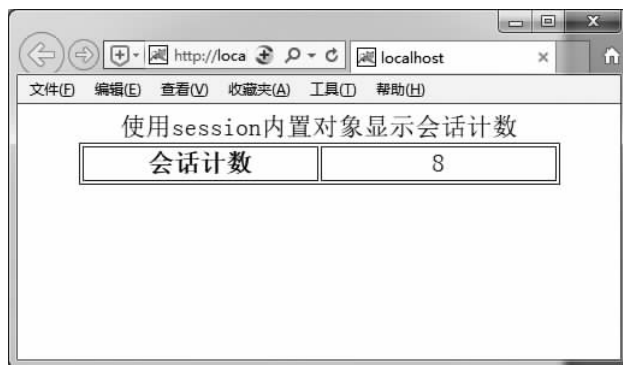 http://loca
localhost
文件(F) 编辑(E) 查看(V) 收藏夹(A) 工具(T) 帮助(H)
使用session内置对象显示会话计数
会话计数 8